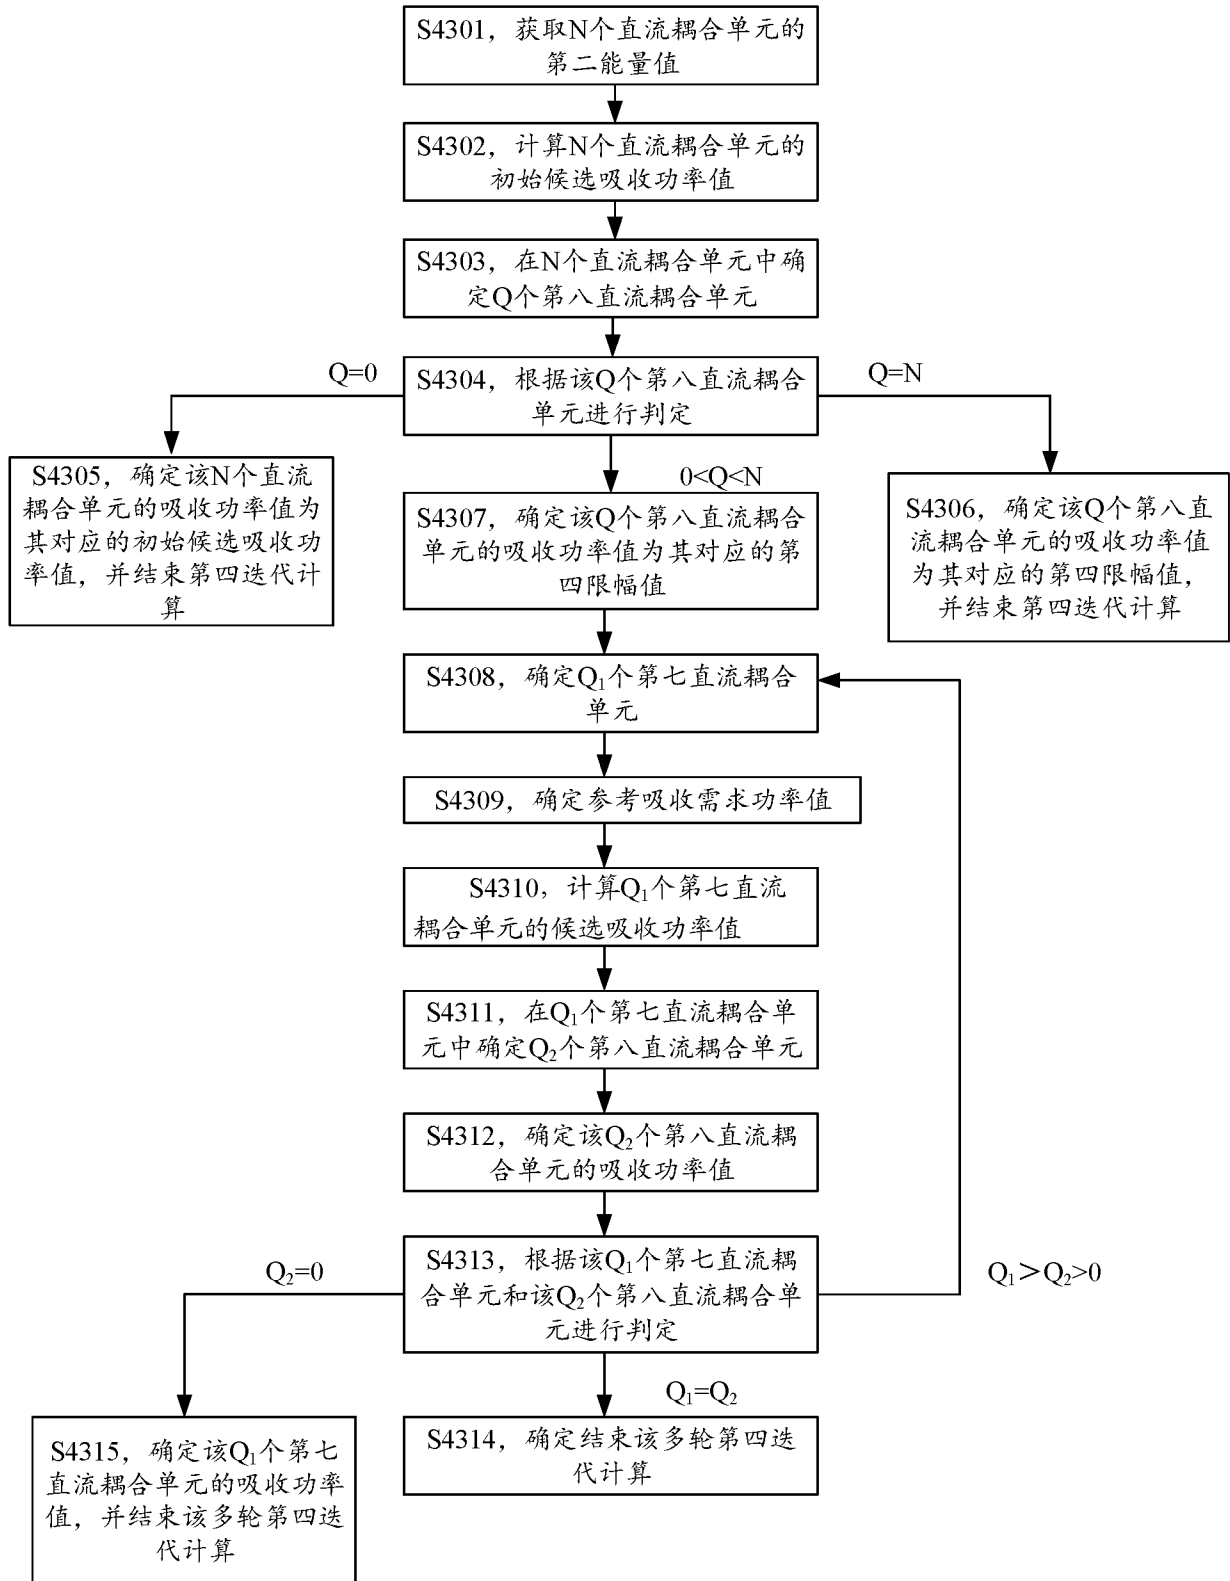 S4301，获取N个直流耦合单元的
第二能量值
S4302，计算N个直流耦合单元的
初始候选吸收功率值
S4303，在N个直流耦合单元中确
定Q个第八直流耦合单元
Q=0
S4304，根据该Q个第八直流耦合
单元进行判定
Q=N
0<Q<N
S4305，确定该N个直流
耦合单元的吸收功率值为
其对应的初始候选吸收功
率值，并结束第四迭代计
算
S4307，确定该Q个第八直流耦合
单元的吸收功率值为其对应的第
四限幅值
S4306，确定该Q个第八直
流耦合单元的吸收功率值
为其对应的第四限幅值，
并结束第四迭代计算
S4308，确定Q₁个第七直流耦合
单元
S4309，确定参考吸收需求功率值
S4310，计算Q₁个第七直流
耦合单元的候选吸收功率值
S4311，在Q₁个第七直流耦合单
元中确定Q₂个第八直流耦合单元
S4312，确定该Q₂个第八直流耦
合单元的吸收功率值
Q₂=0
S4313，根据该Q₁个第七直流耦
合单元和该Q₂个第八直流耦合单
元进行判定
Q₁＞Q₂>0
Q₁=Q₂
S4314，确定结束该多轮第四迭
代计算
S4315，确定该Q₁个第七
直流耦合单元的吸收功率
值，并结束该多轮第四迭
代计算